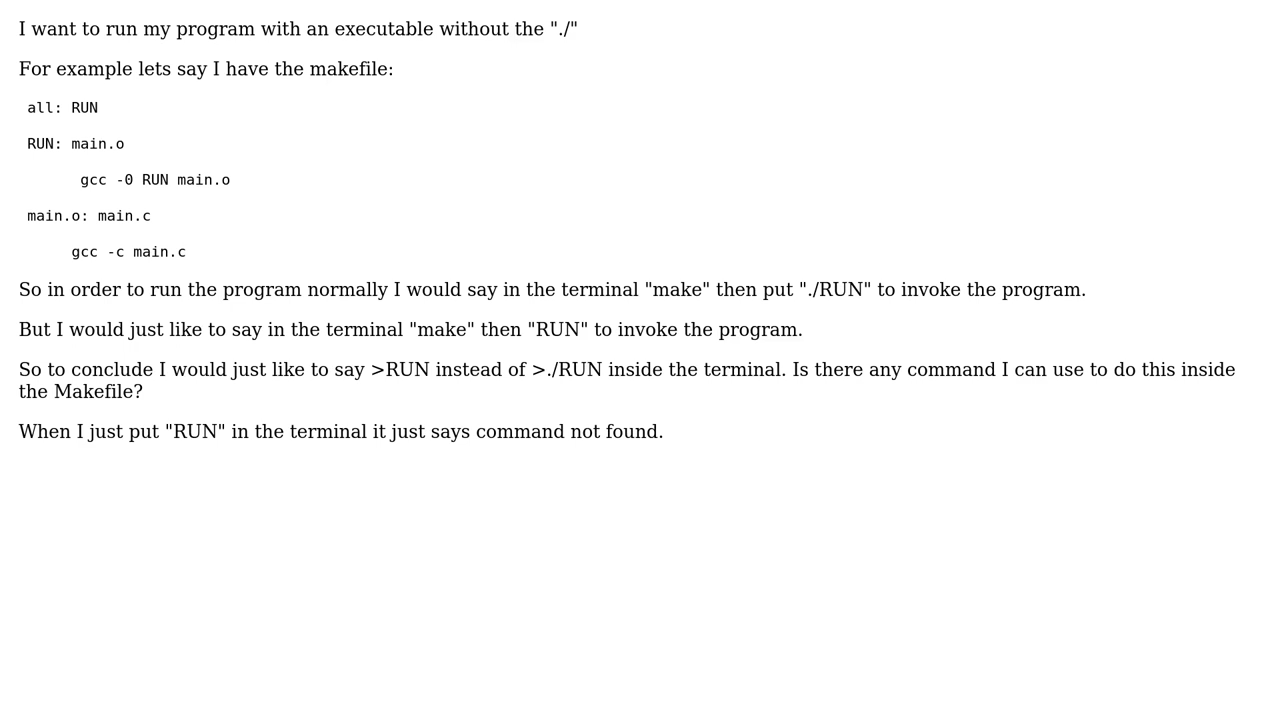 I want to run my program with an executable without the "./"
For example lets say I have the makefile:
all: RUN
RUN: main.o
gcc -0 RUN main.o
main.o: main.c
gcc -c main.c
So in order to run the program normally I would say in the terminal "make" then put "./RUN" to invoke the program.
But I would just like to say in the terminal "make" then "RUN" to invoke the program.
So to conclude I would just like to say >RUN instead of >./RUN inside the terminal. Is there any command I can use to do this inside
the Makefile?
When I just put "RUN" in the terminal it just says command not found.